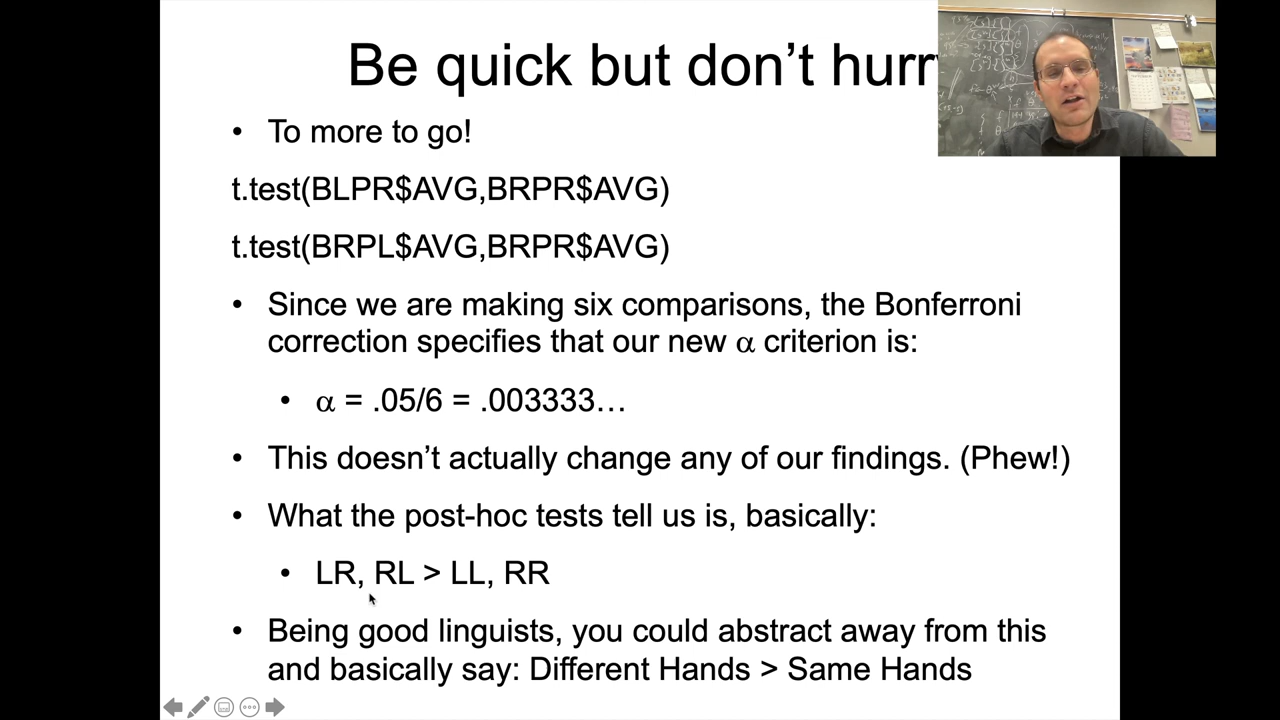 Be quick but don't hurr
• To more to go!
t.test(BLPR$AVG,BRPR$AVG)
t.test(BRPL$AVG,BRPR$AVG)
• Since we are making six comparisons, the Bonferroni
correction specifies that our new α criterion is:
• α = .05/6 = .003333…
• This doesn't actually change any of our findings. (Phew!)
• What the post-hoc tests tell us is, basically:
• LR, RL > LL, RR
• Being good linguists, you could abstract away from this
and basically say: Different Hands > Same Hands